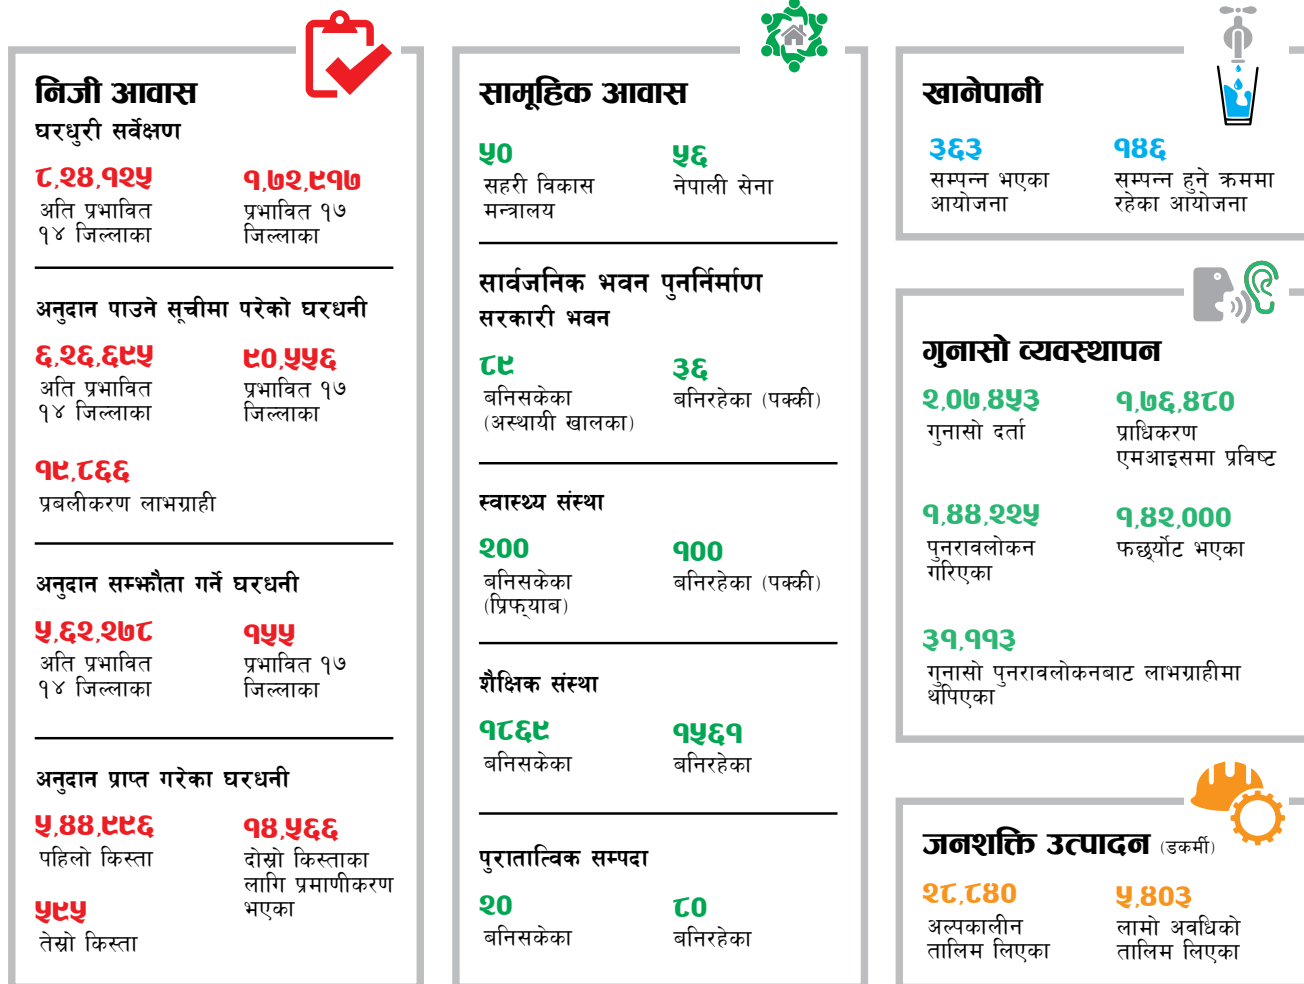 निजी आवास
घरधुरी सर्वेक्षण
८,२४,१२५
अति प्रभावित
१४ जिल्लाका
१,७२,९१७
प्रभावित १७
जिल्लाका
अनुदान पाउने सूचीमा परेको घरधनी
६,२६,६९५
अति प्रभावित
१४ जिल्लाका
९०,५५६
प्रभावित १७
जिल्लाका
१९,८६६
प्रबलीकरण लाभग्राही
अनुदान सम्झौता गर्ने घरधनी
५,६२,२७८
अति प्रभावित
१४ जिल्लाका
१५५
प्रभावित १७
जिल्लाका
अनुदान प्राप्त गरेका घरधनी
५,४४,९९६
पहिलो किस्ता
१४,५६६
दोस्रो किस्ताका
लागि प्रमाणीकरण
भएका
५९५
तेस्रो किस्ता
सामूहिक आवास
५०
सहरी विकास
मन्त्रालय
५६
नेपाली सेना
सार्वजनिक भवन पुनर्निर्माण
सरकारी भवन
८९
बनिसकेका
(अस्थायी खालका)
३६
बनिरहेका (पक्की)
स्वास्थ्य संस्था
२००
बनिसकेका
(प्रिफ्याब)
१००
बनिरहेका (पक्की)
शैक्षिक संस्था
१८६९
बनिसकेका
१५६१
बनिरहेका
पुरातात्विक सम्पदा
२०
बनिसकेका
८०
बनिरहेका
खानेपानी
३६३
सम्पन्न भएका
आयोजना
१४६
सम्पन्न हुने क्रममा
रहेका आयोजना
गुनासो व्यवस्थापन
२,०७,४५३
गुनासो दर्ता
१,७६,४८०
प्राधिकरण
एमआइसमा प्रविष्ट
१,४४,२२५
पुनरावलोकन
गरिएका
१,४२,०००
फछ्र्योट भएका
३१,११३
गुनासो पुनरावलोकनबाट लाभग्राहीमा
थपिएका
जनशक्ति उत्पादन (डकर्मी)
२८,८४०
अल्पकालीन
तालिम लिएका
५,४०३
लामो अवधिको
तालिम लिएका